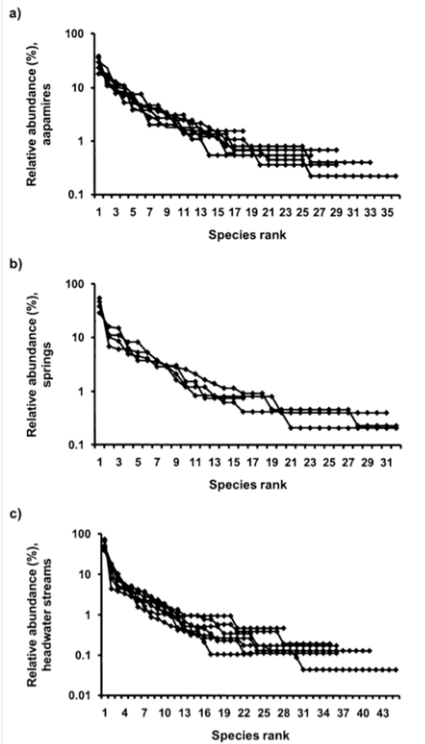 a)
Relative abundance (%),
aapamires
100
10
1
0.1
1 3 5 7 9 11 13 15 17 19 21 23 25 27 29 31 33 35
Species rank
b)
Relative abundance (%),
springs
100
10
1
0.1
1 3 5 7 9 11 13 15 17 19 21 23 25 27 29 31
Species rank
c)
Relative abundance (%),
headwater streams
100
10
1
0.1
0.01
1 4 7 10 13 16 19 22 25 28 31 34 37 40 43
Species rank